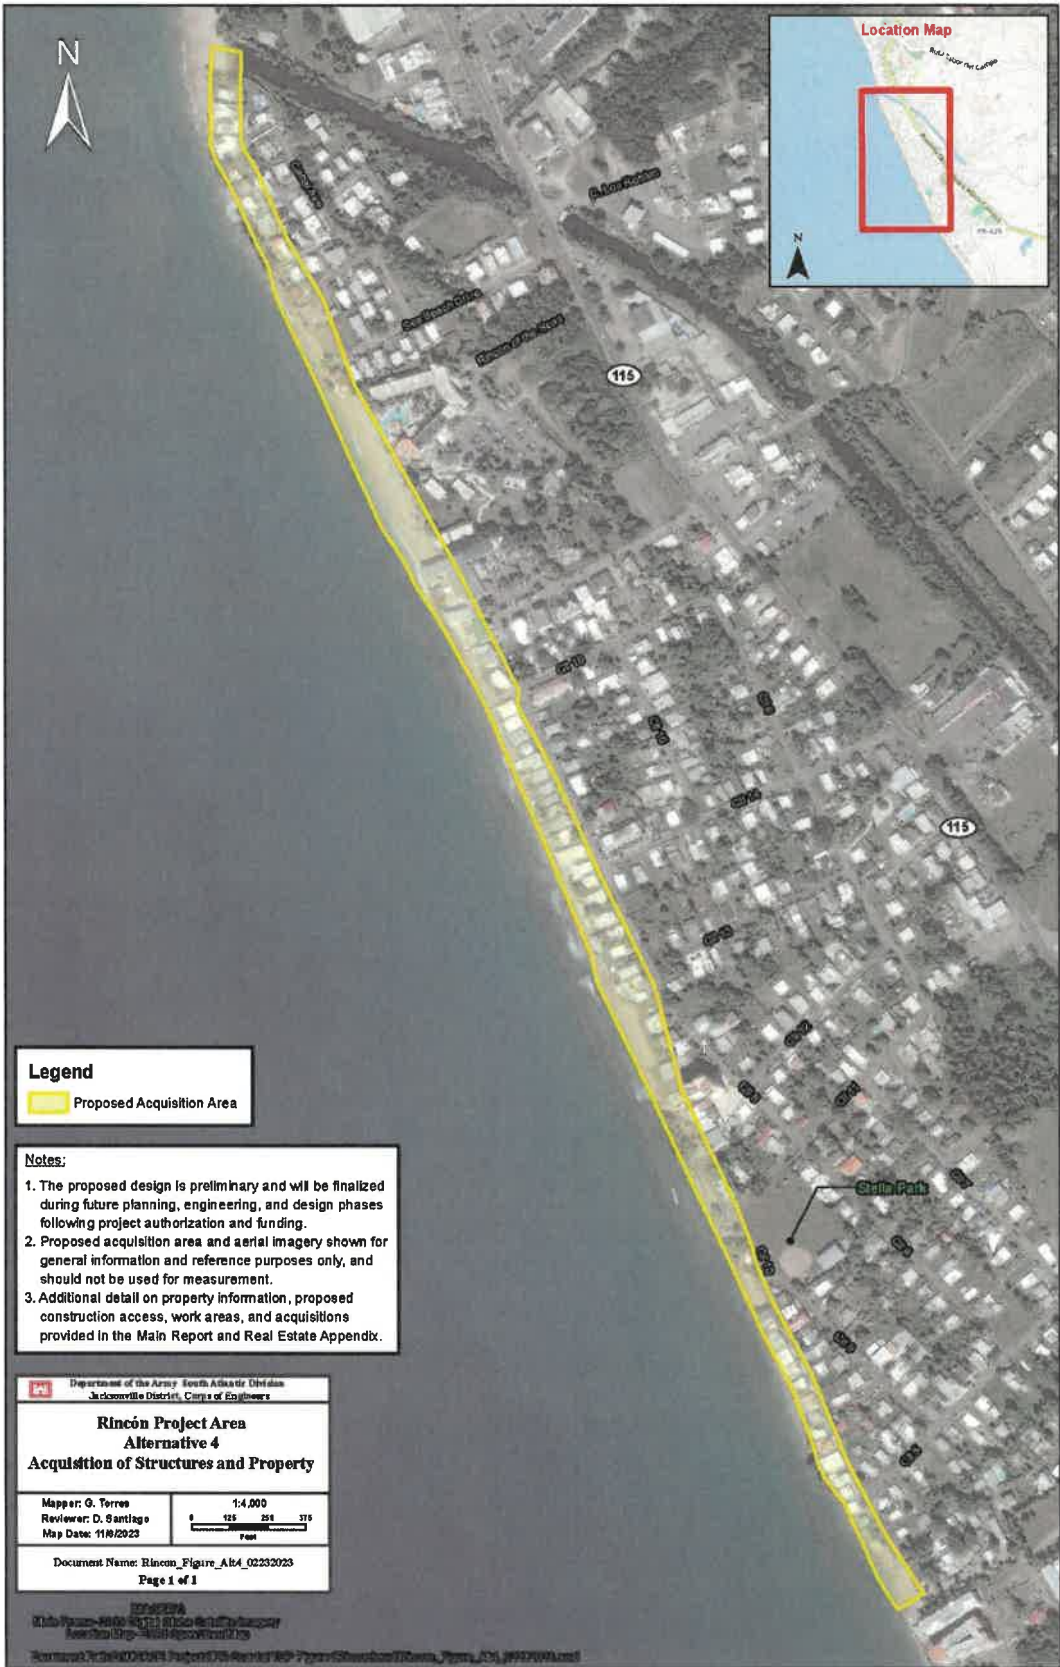 N
Location Map
N
C. Los Robles
Sea Beach Drive
115
115
Stella Park
Legend
Proposed Acquisition Area
Notes:
1. The proposed design is preliminary and will be finalized
during future planning, engineering, and design phases
following project authorization and funding.
2. Proposed acquisition area and aerial imagery shown for
general information and reference purposes only, and
should not be used for measurement.
3. Additional detail on property information, proposed
construction access, work areas, and acquisitions
provided in the Main Report and Real Estate Appendix.
Department of the Army South Atlantic Division
Jacksonville District, Corps of Engineers
Rincón Project Area
Alternative 4
Acquisition of Structures and Property
Mapper: G. Torres
Reviewer: D. Santiago
Map Date: 11/8/2023
1:4,000
0 125 250 375
Feet
Document Name: Rincon_Figure_Alt4_02232023
Page 1 of 1